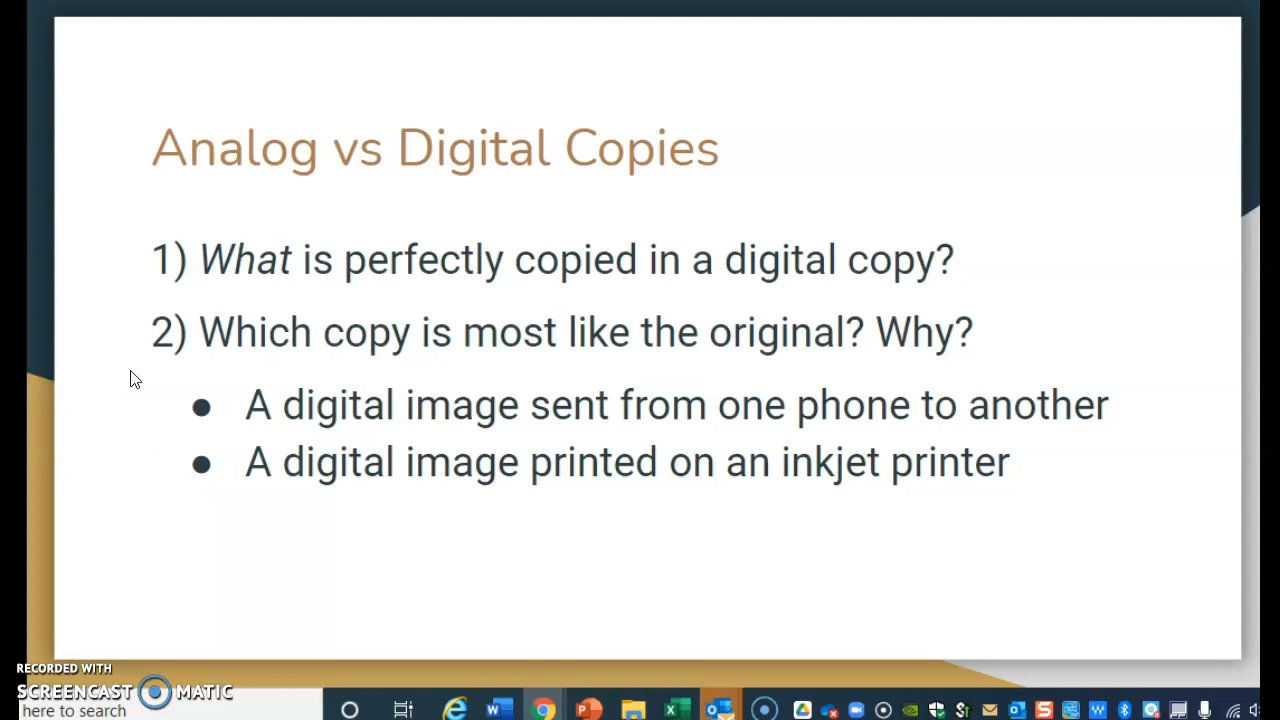 Analog vs Digital Copies
1) What is perfectly copied in a digital copy?
2) Which copy is most like the original? Why?
● A digital image sent from one phone to another
● A digital image printed on an inkjet printer
RECORDED WITH
SCREENCAST MATIC
here to search